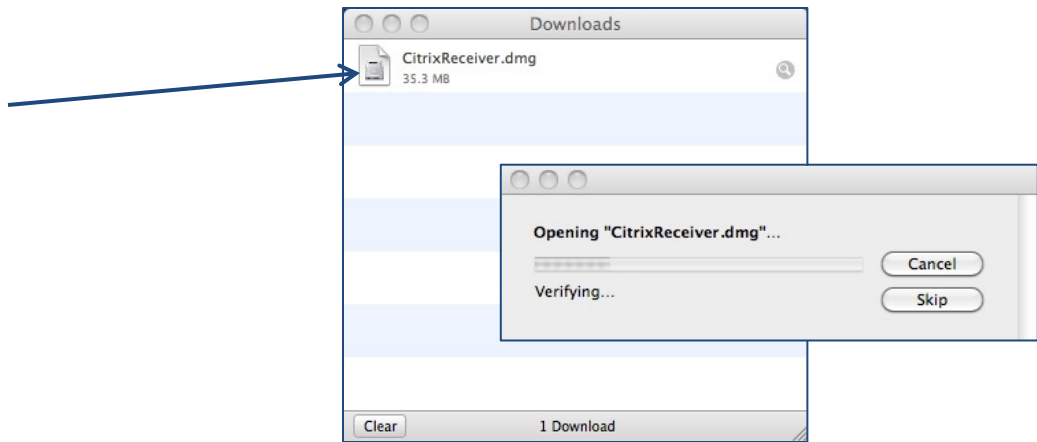 Downloads
CitrixReceiver.dmg
35.3 MB
Opening "CitrixReceiver.dmg"...
Cancel
Verifying...
Skip
Clear
1 Download